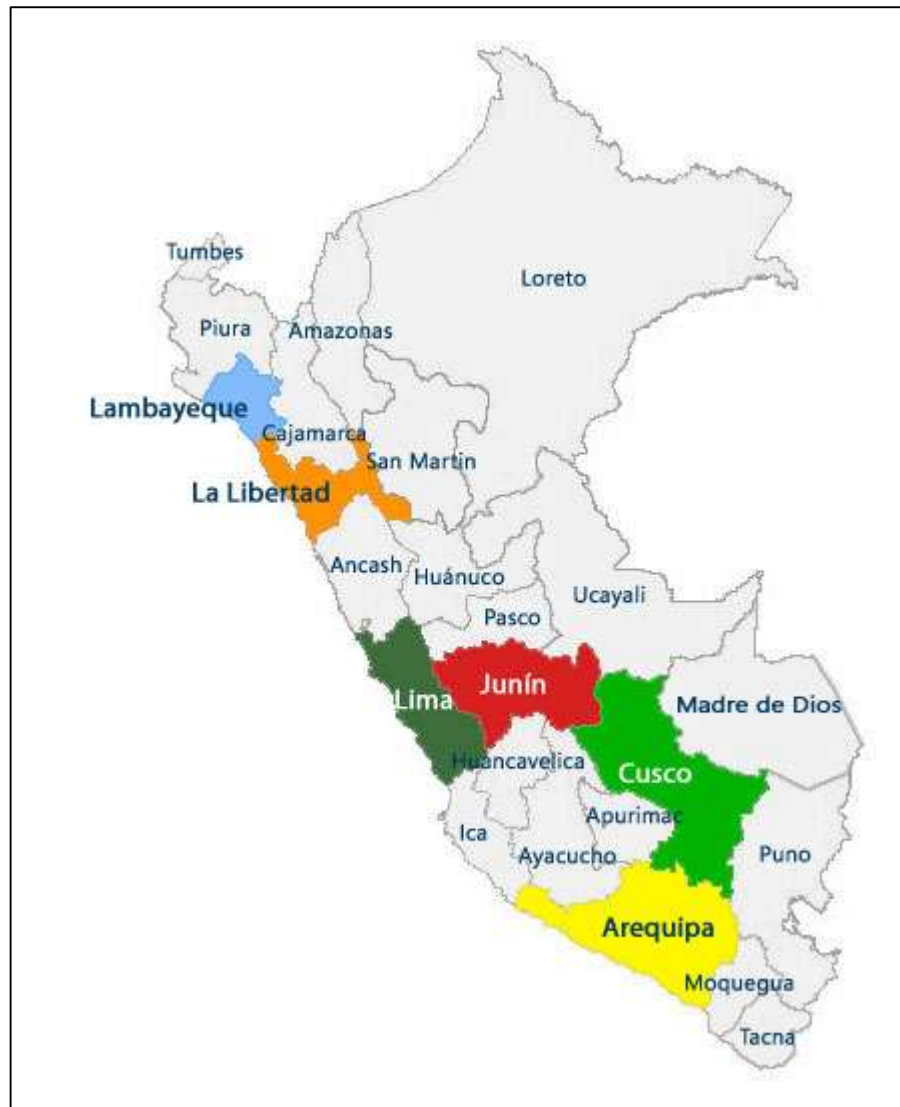 Tumbes
Loreto
Piura
Amazonas
Lambayeque
Cajamarca
San Martin
La Libertad
Ancash
Huánuco
Ucayali
Pasco
Junín
Lima
Madre de Dios
Huancavelica
Cusco
Apurimac
Ica
Ayacucho
Puno
Arequipa
Moquegua
Tacna